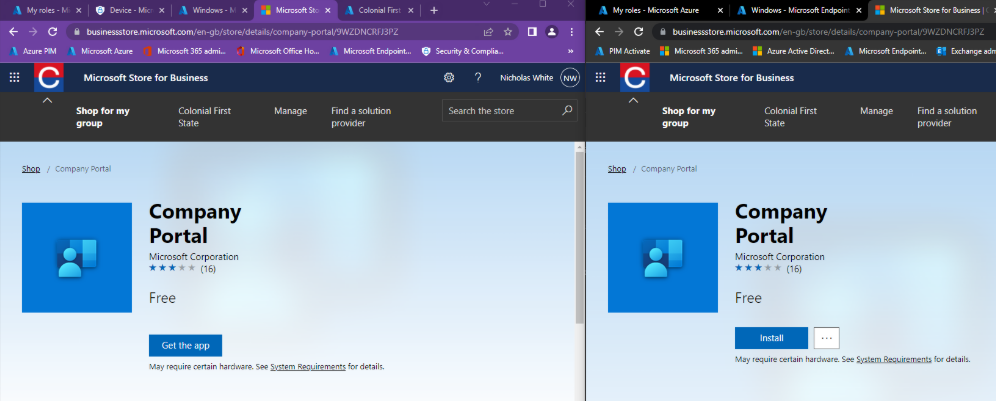 My roles - Mi
Device - Micr
Windows - M
Microsoft Sto
Colonial First
businessstore.microsoft.com/en-gb/store/details/company-portal/9WZDNCRFJ3PZ
Azure PIM
Microsoft Azure
Microsoft 365 admi...
Microsoft Office Ho...
Microsoft Endpoint...
Security & Complia...
»
Microsoft Store for Business
?
Nicholas White
NW
Shop for my
group
Colonial First
State
Manage
Find a solution
provider
Search the store
Shop / Company Portal
Company
Portal
Microsoft Corporation
(16)
Free
Get the app
May require certain hardware. See System Requirements for details.
My roles - Microsoft Azure
Windows - Microsoft Endpoint
Microsoft Store for Business | C
businessstore.microsoft.com/en-gb/store/details/company-portal/9WZDNCRFJ3PZ
PIM Activate
Microsoft 365 admi...
Azure Active Direct...
Microsoft Endpoint...
Exchange adm
Microsoft Store for Business
Shop for my
group
Colonial First
State
Manage
Find a solution
provider
Shop / Company Portal
Company
Portal
Microsoft Corporation
(16)
Free
Install
...
May require certain hardware. See System Requirements for details.